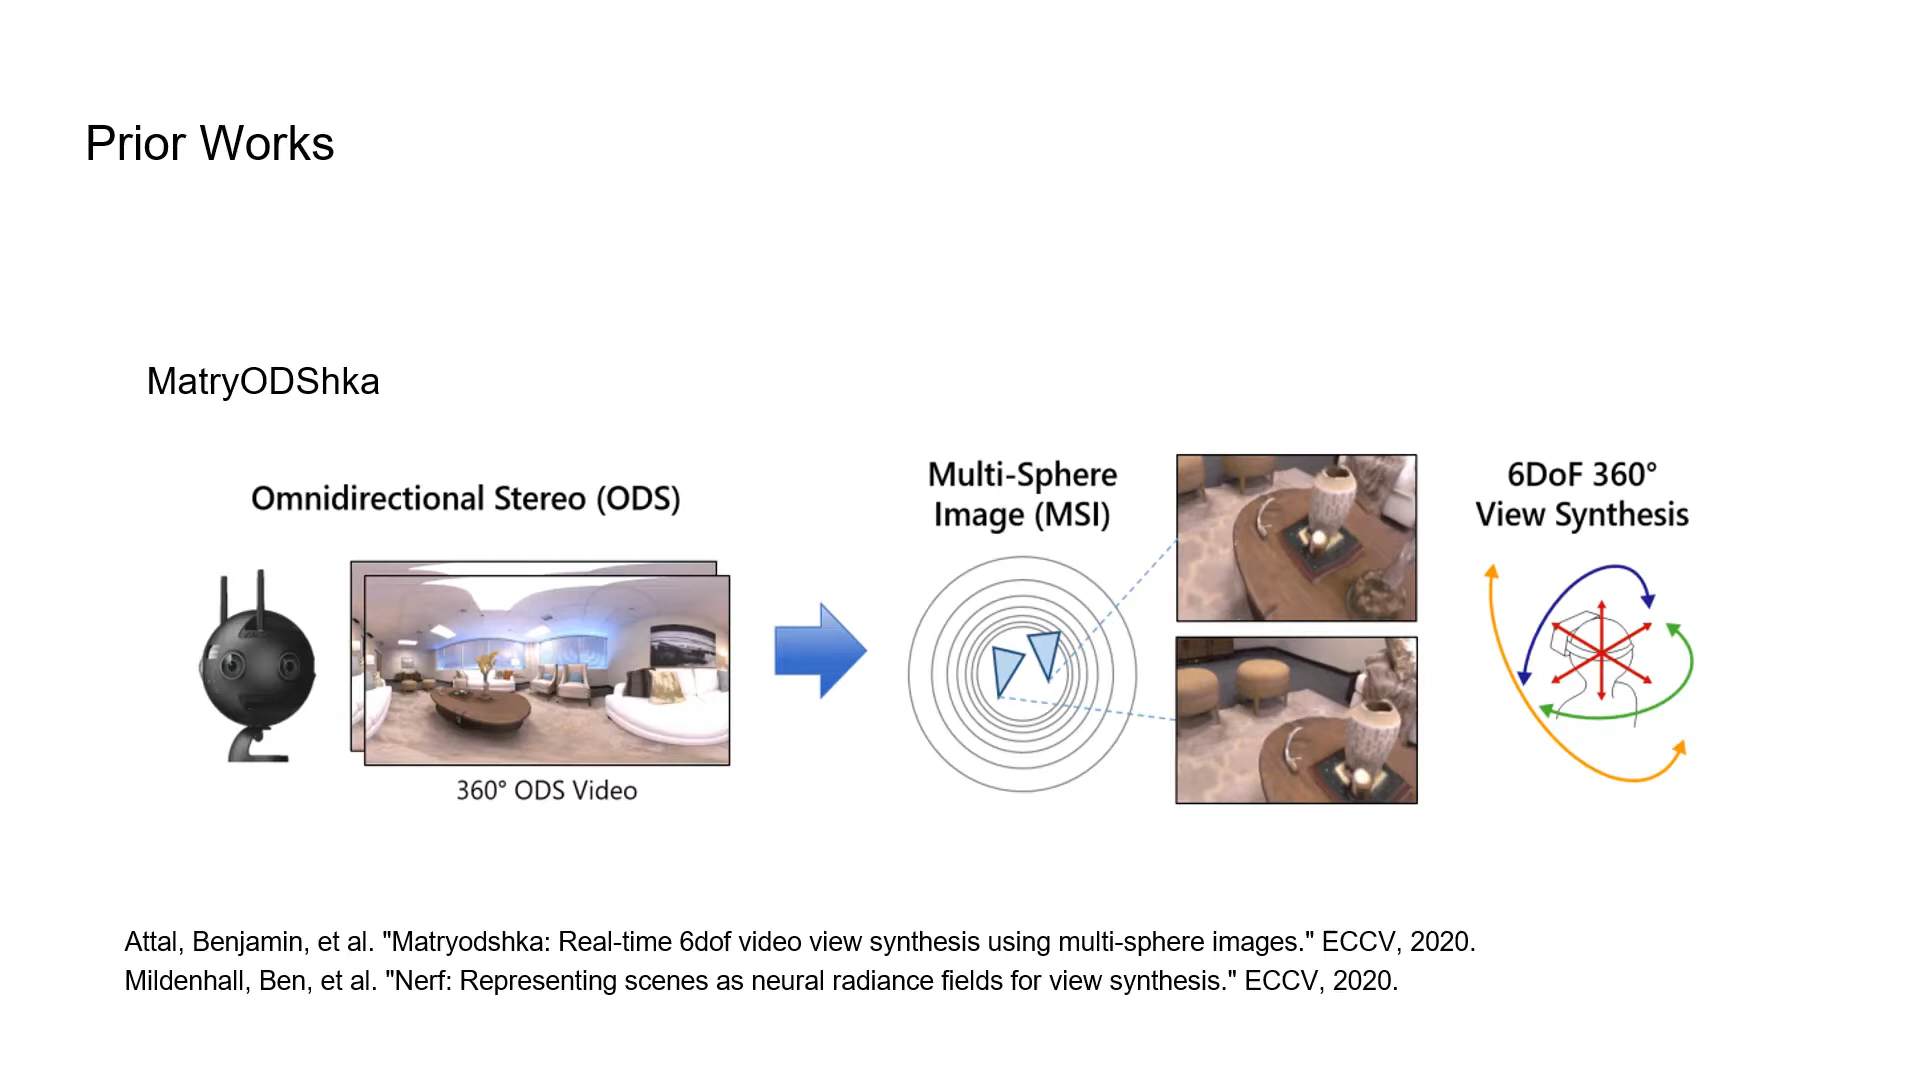 Prior Works
MatryODShka
Omnidirectional Stereo (ODS)
360° ODS Video
Multi-Sphere
Image (MSI)
6DoF 360°
View Synthesis
Attal, Benjamin, et al. "Matryodshka: Real-time 6dof video view synthesis using multi-sphere images." ECCV, 2020.
Mildenhall, Ben, et al. "Nerf: Representing scenes as neural radiance fields for view synthesis." ECCV, 2020.